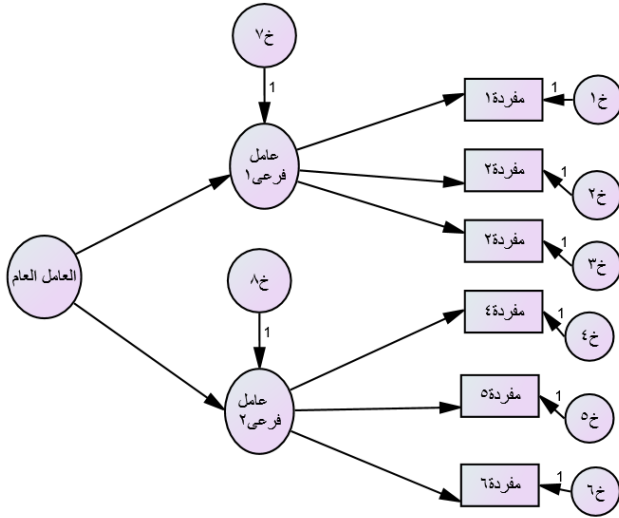 خ٧
1
مفردة١
1
خ١
عامل
فرعى١
مفردة٢
1
خ٢
مفردة٢
1
خ٣
العامل العام
خ٨
1
مفردة٤
1
خ٤
عامل
فرعى٢
مفردة٥
1
خ٥
مفردة٦
1
خ٦